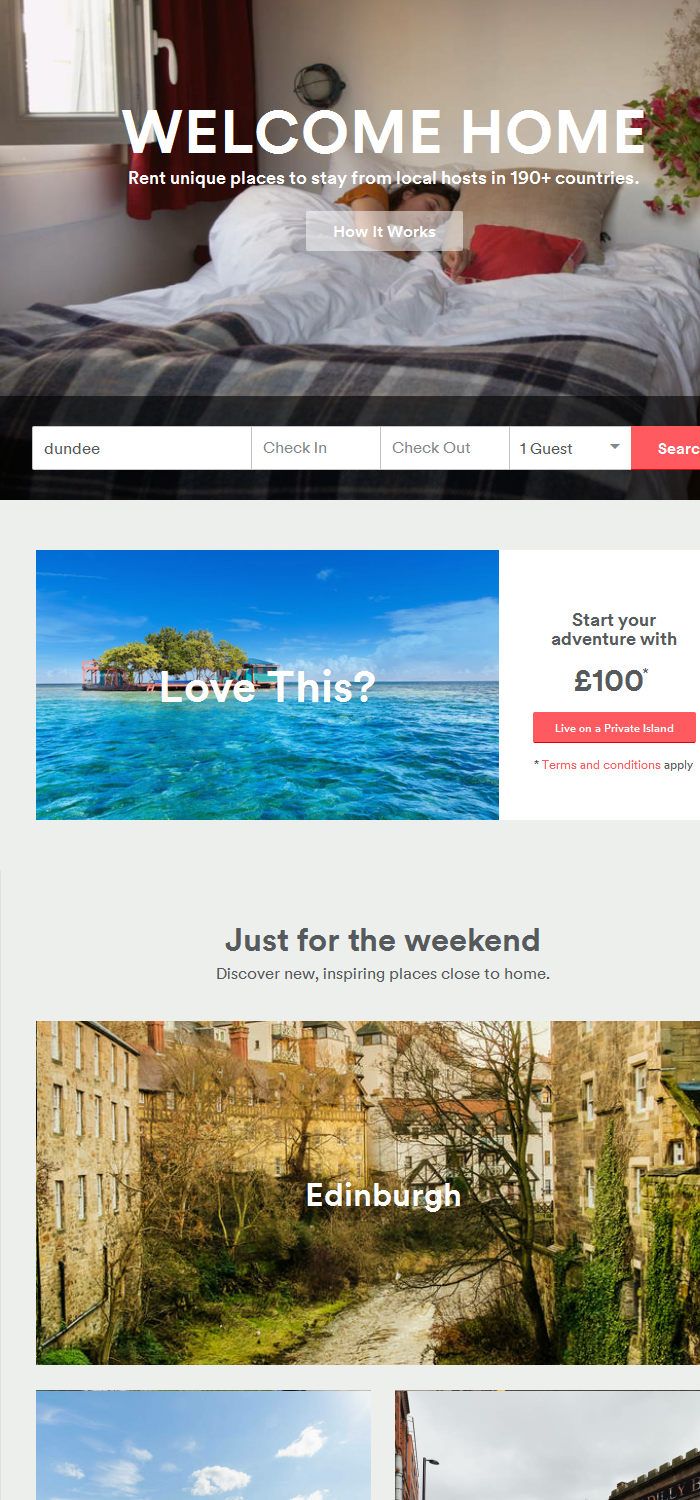 WELCOME HOME
Rent unique places to stay from local hosts in 190+ countries.
How It Works
dundee
Check In
Check Out
1 Guest
Searc
Love This?
Start your
adventure with
£100*
Live on a Private Island
* Terms and conditions apply
Just for the weekend
Discover new, inspiring places close to home.
Edinburgh